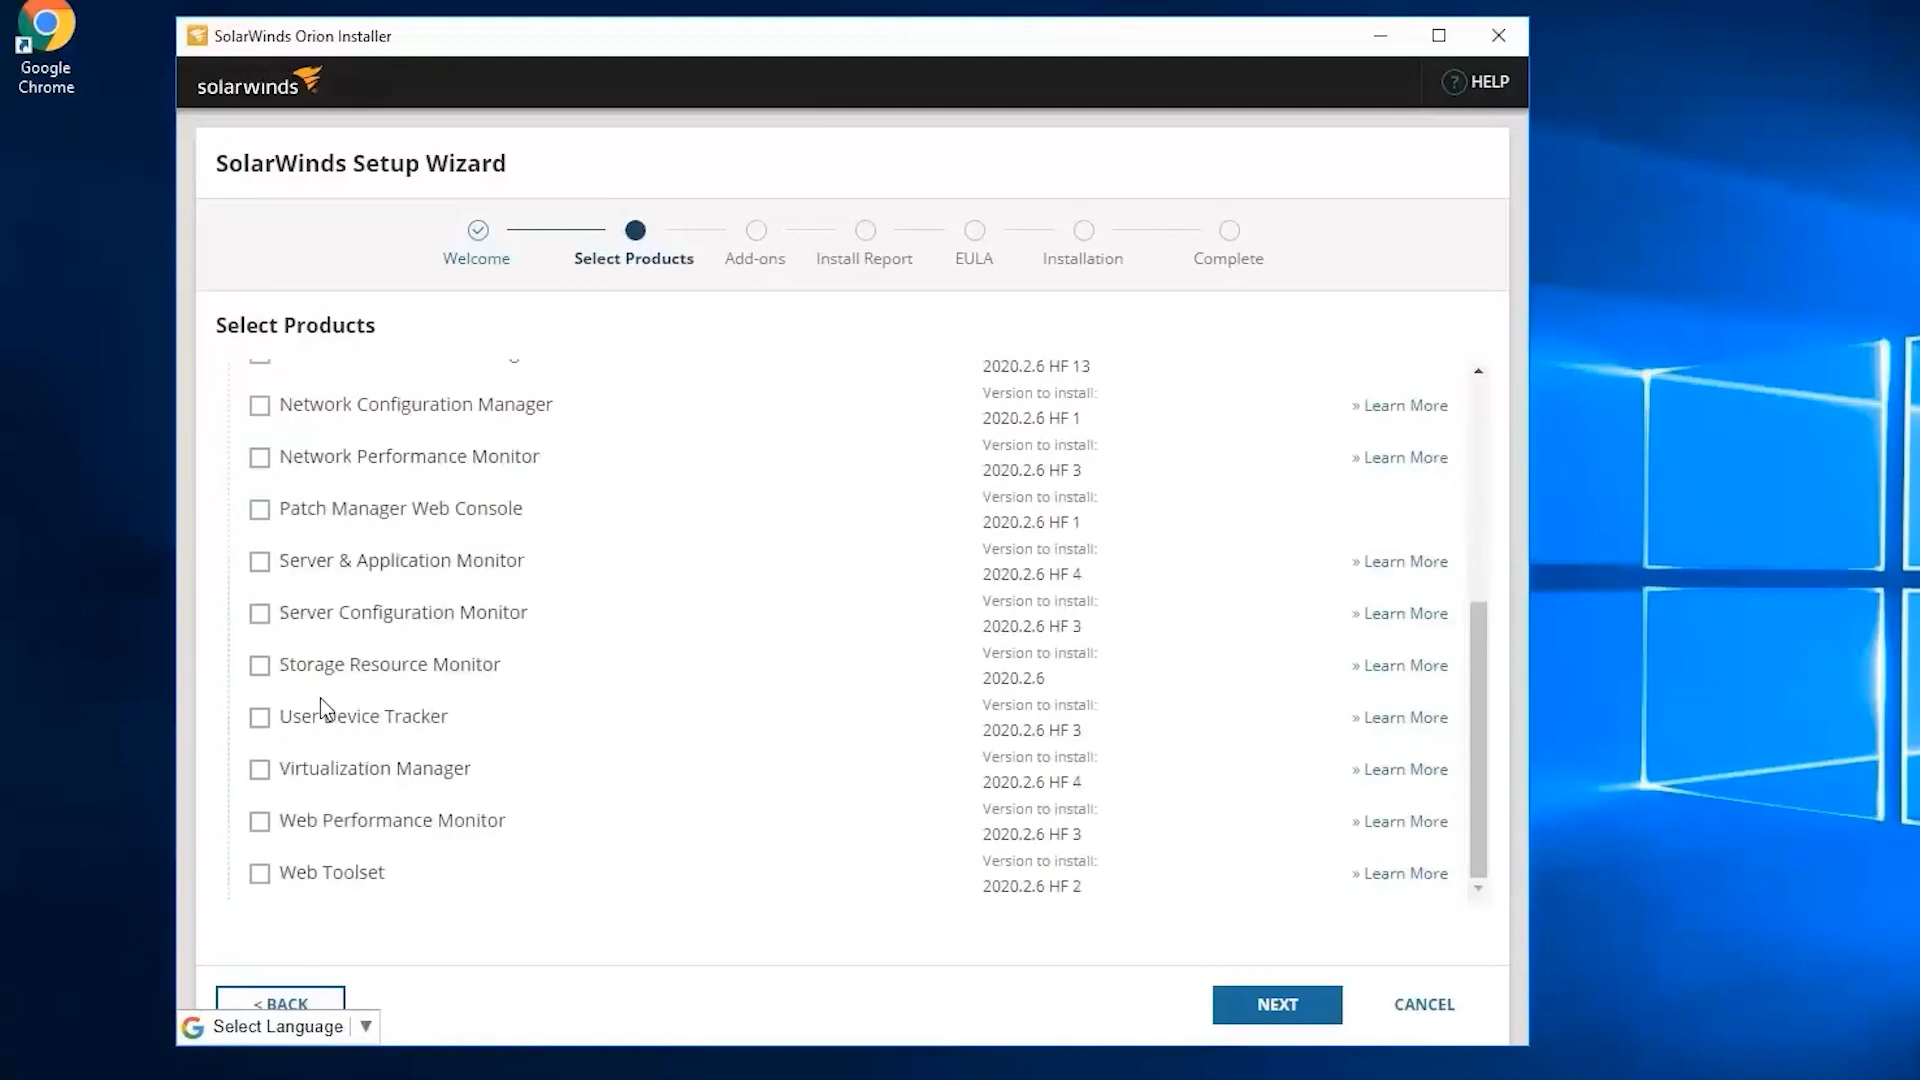 Google
Chrome
SolarWinds Orion Installer
solarwinds
? HELP
SolarWinds Setup Wizard
Welcome
Select Products
Add-ons
Install Report
EULA
Installation
Complete
Select Products
2020.2.6 HF 13
Network Configuration Manager
Version to install:
2020.2.6 HF 1
» Learn More
Network Performance Monitor
Version to install:
2020.2.6 HF 3
» Learn More
Patch Manager Web Console
Version to install:
2020.2.6 HF 1
Server & Application Monitor
Version to install:
2020.2.6 HF 4
» Learn More
Server Configuration Monitor
Version to install:
2020.2.6 HF 3
» Learn More
Storage Resource Monitor
Version to install:
2020.2.6
» Learn More
User Device Tracker
Version to install:
2020.2.6 HF 3
» Learn More
Virtualization Manager
Version to install:
2020.2.6 HF 4
» Learn More
Web Performance Monitor
Version to install:
2020.2.6 HF 3
» Learn More
Web Toolset
Version to install:
2020.2.6 HF 2
» Learn More
< BACK
NEXT
CANCEL
G Select Language ▼